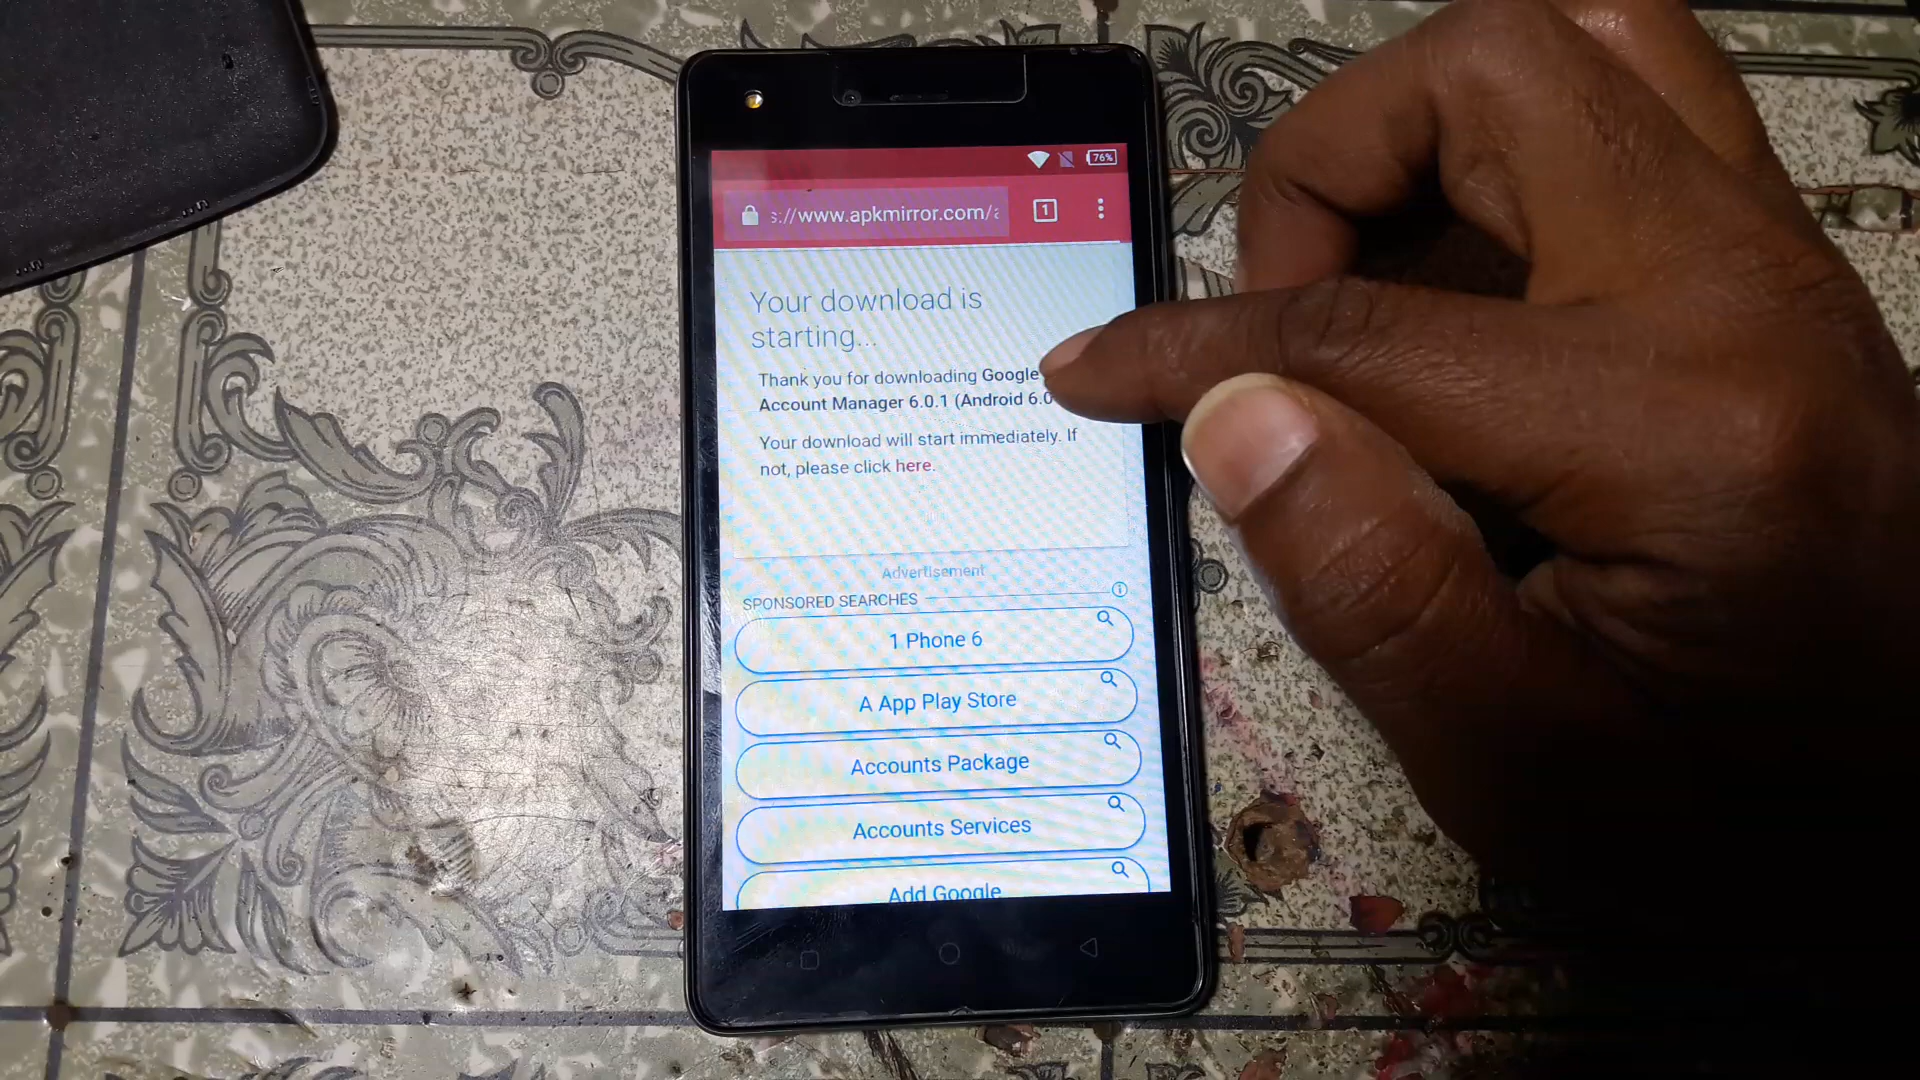 76%
s://www.apkmirror.com/a
1
Your download is
starting...
Thank you for downloading Google
Account Manager 6.0.1 (Android 6.0
Your download will start immediately. If
not, please click here.
Advertisement
SPONSORED SEARCHES
1 Phone 6
A App Play Store
Accounts Package
Accounts Services
Add Google